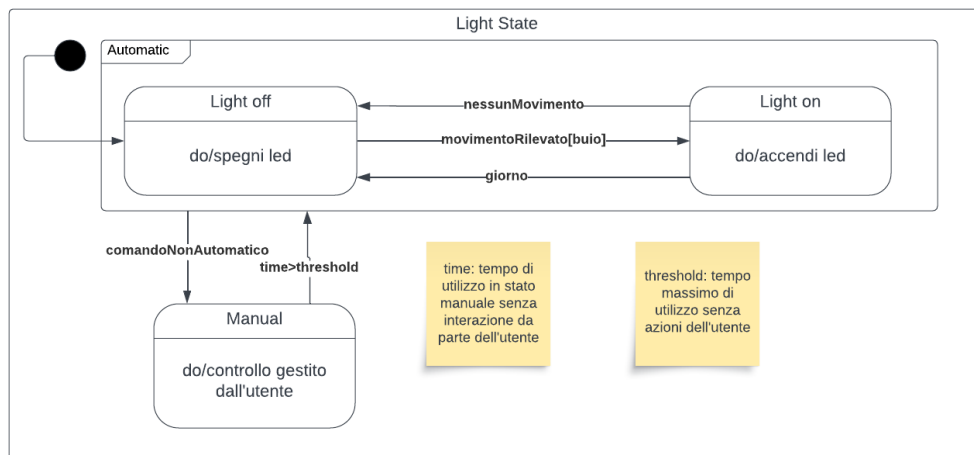 Light State
Automatic
Light off
do/spegni led
nessunMovimento
movimentoRilevato[buio]
giorno
Light on
do/accendi led
comandoNonAutomatico
time>threshold
Manual
do/controllo gestito
dall'utente
time: tempo di
utilizzo in stato
manuale senza
interazione da
parte dell'utente
threshold: tempo
massimo di
utilizzo senza
azioni dell'utente